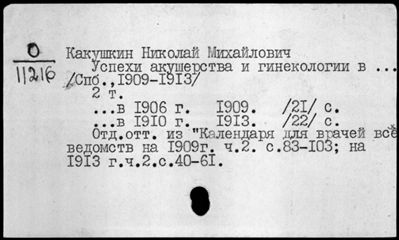 О
11216
Какушкин Николай Михайлович
Успехи акушерства и гинекологии в ...
/Спб.,1909-1913/
2 т.
...в 1906 г. 1909. /21/ с.
...в 1910 г. 1913. /22/ с.
Отд.отт. из "Календаря для врачей всѐ
ведомств на 1909г. ч.2. с.83-103; на
1913 г.ч.2.с.40-61.